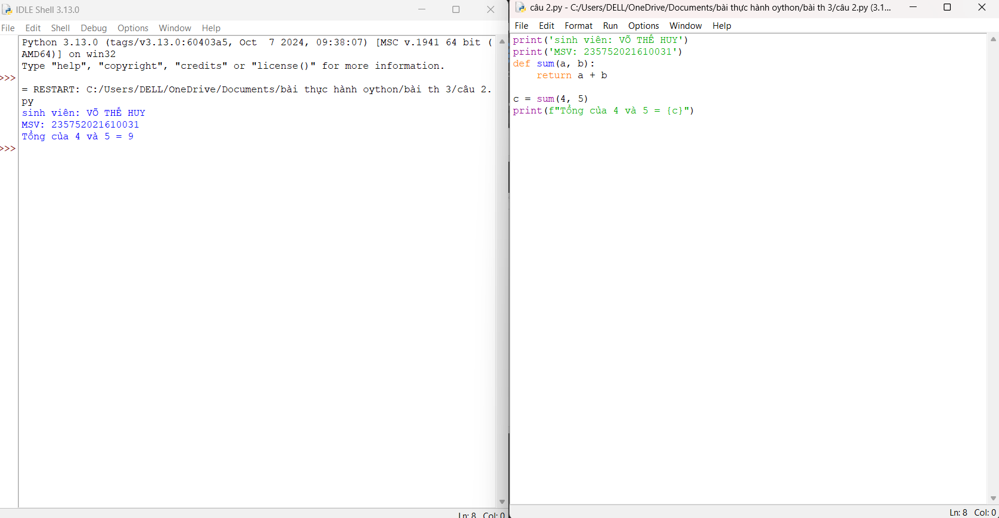 IDLE Shell 3.13.0
File Edit Shell Debug Options Window Help
Python 3.13.0 (tags/v3.13.0:60403a5, Oct  7 2024, 09:38:07) [MSC v.1941 64 bit (
AMD64)] on win32
Type "help", "copyright", "credits" or "license()" for more information.
>>>
= RESTART: C:/Users/DELL/OneDrive/Documents/bài thực hành oython/bài th 3/câu 2.
py
sinh viên: VÕ THẾ HUY
MSV: 235752021610031
Tổng của 4 và 5 = 9
>>>
Ln: 8 Col: 0
câu 2.py - C:/Users/DELL/OneDrive/Documents/bài thực hành oython/bài th 3/câu 2.py (3.1...
File Edit Format Run Options Window Help
print('sinh viên: VÕ THẾ HUY')
print('MSV: 235752021610031')
def sum(a, b):
    return a + b
c = sum(4, 5)
print(f"Tổng của 4 và 5 = {c}")
Ln: 8 Col: 0